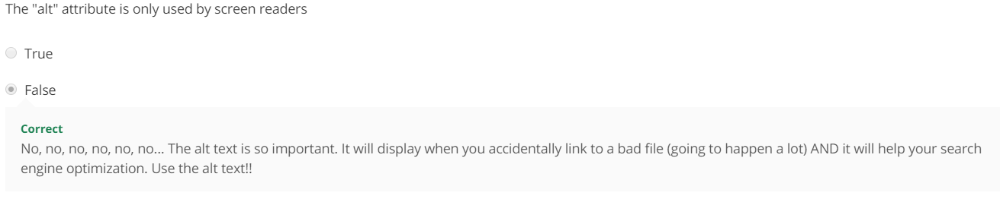 The "alt" attribute is only used by screen readers
True
False
Correct
No, no, no, no, no, no... The alt text is so important. It will display when you accidentally link to a bad file (going to happen a lot) AND it will help your search
engine optimization. Use the alt text!!